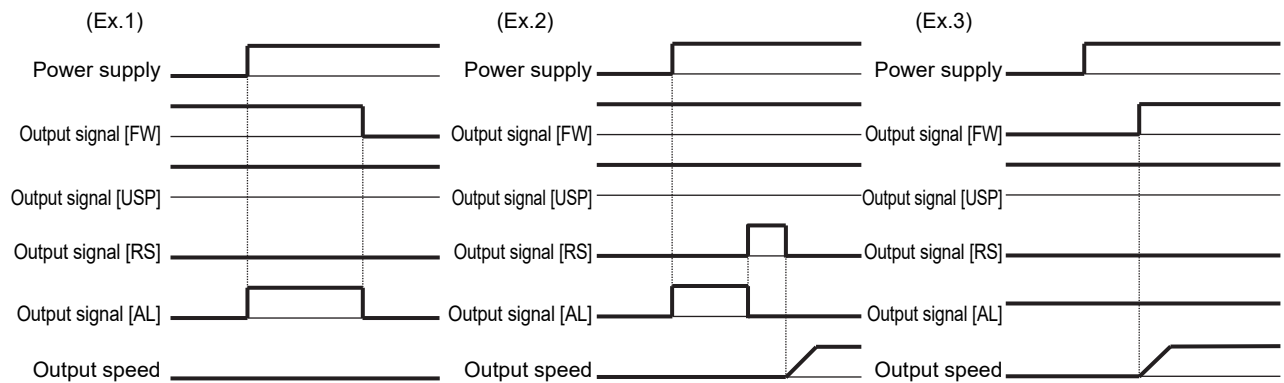 (Ex.1)
Power supply
Output signal [FW]
Output signal [USP]
Output signal [RS]
Output signal [AL]
Output speed
(Ex.2)
Power supply
Output signal [FW]
Output signal [USP]
Output signal [RS]
Output signal [AL]
Output speed
(Ex.3)
Power supply
Output signal [FW]
Output signal [USP]
Output signal [RS]
Output signal [AL]
Output speed